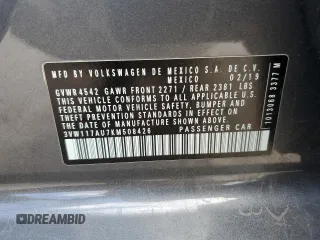 MFD. BY VOLKSWAGEN DE MEXICO S.A. DE C.V.
MEXICO 02/19
GVWR 4542 GAWR FRONT 2271 / REAR 2381 LBS
THIS VEHICLE CONFORMS TO ALL APPLICABLE U.S.
FEDERAL MOTOR VEHICLE SAFETY, BUMPER AND
THEFT PREVENTION STANDARDS IN EFFECT ON THE
DATE OF MANUFACTURE SHOWN ABOVE.
3VW117AU7KM508426 PASSENGER CAR
1013068 3377 M
DREAMBID